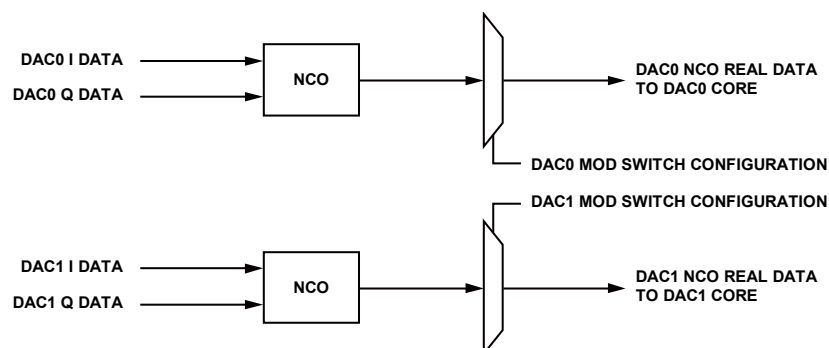 DAC0 I DATA
DAC0 Q DATA
NCO
DAC0 NCO REAL DATA
TO DAC0 CORE
DAC0 MOD SWITCH CONFIGURATION
DAC1 MOD SWITCH CONFIGURATION
DAC1 I DATA
DAC1 Q DATA
NCO
DAC1 NCO REAL DATA
TO DAC1 CORE